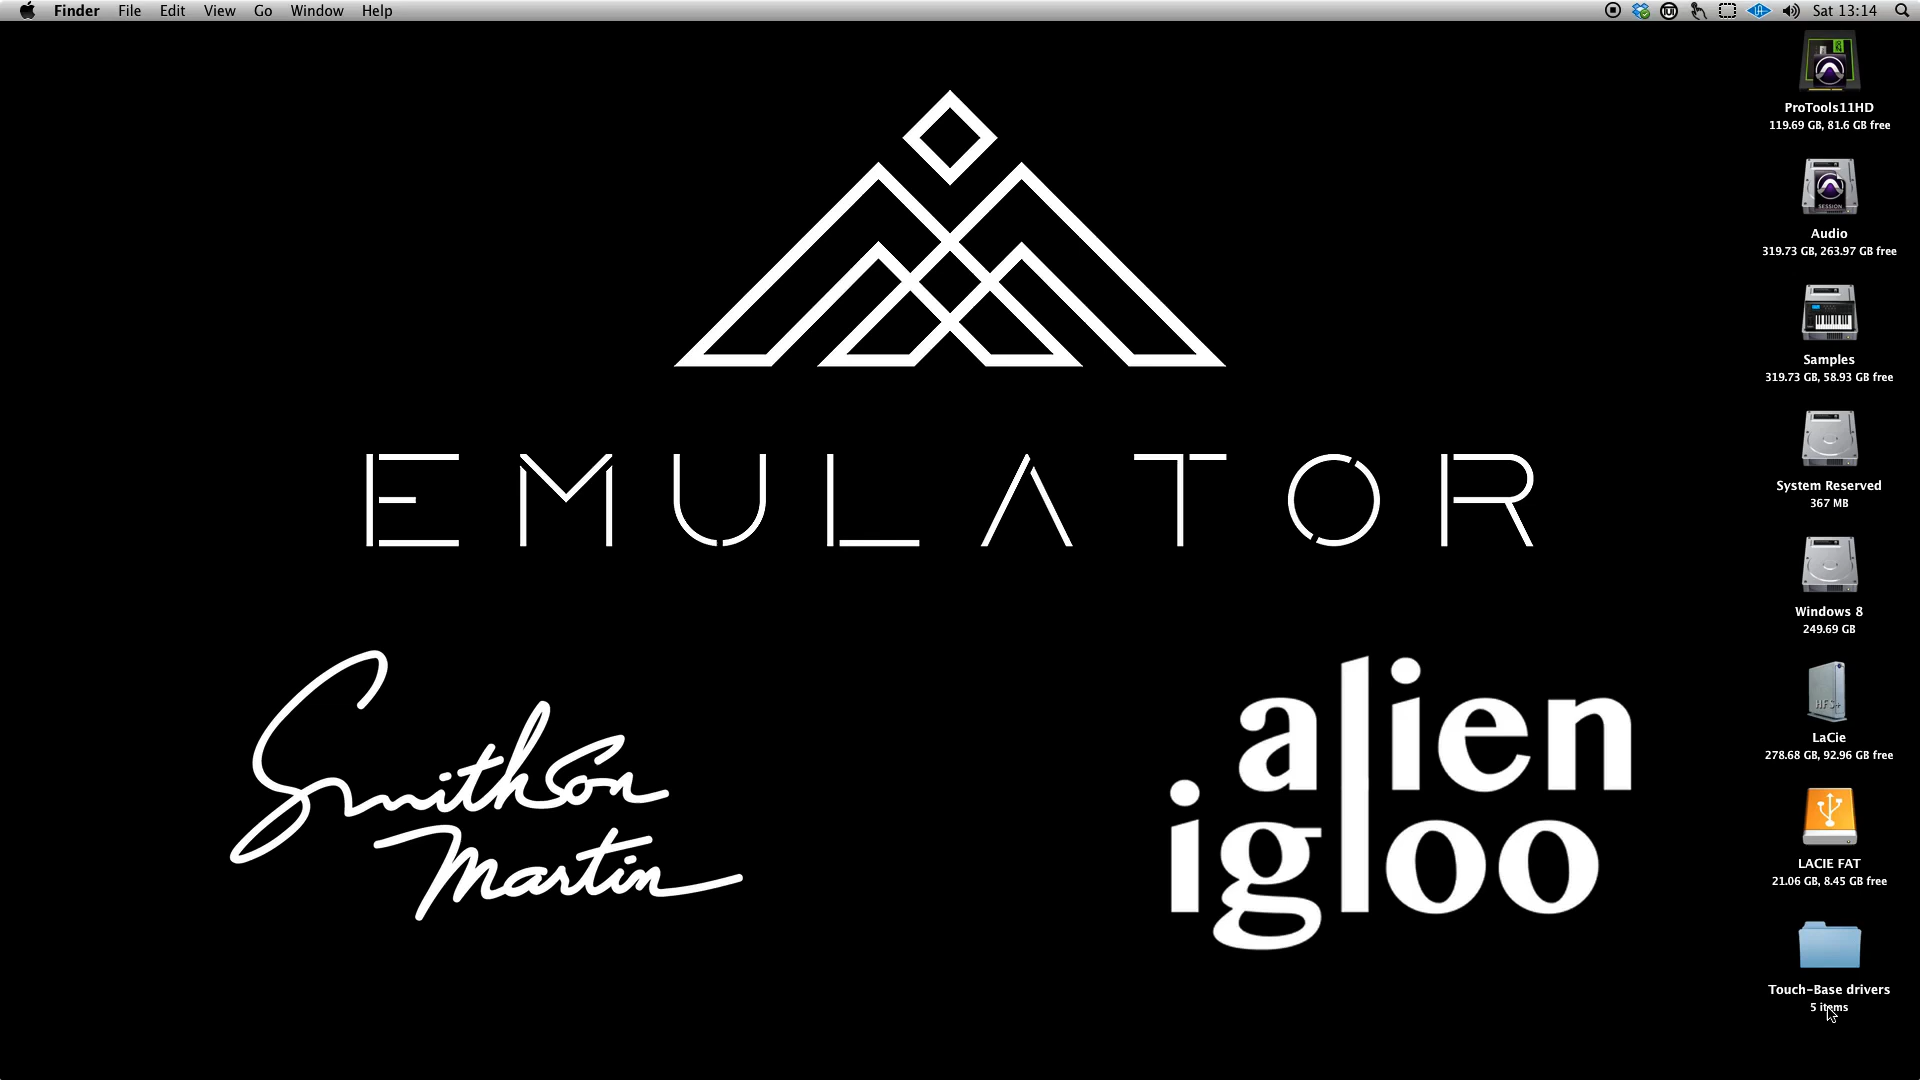 Finder File Edit View Go Window Help
Sat 13:14
ProTools11HD
119.69 GB, 81.6 GB free
Audio
319.73 GB, 263.97 GB free
Samples
319.73 GB, 58.93 GB free
System Reserved
367 MB
Windows 8
249.69 GB
LaCie
278.68 GB, 92.96 GB free
LACIE FAT
21.06 GB, 8.45 GB free
Touch-Base drivers
5 items
EMULATOR
Smithson
Martin
alien
igloo
SESSION
HFS+